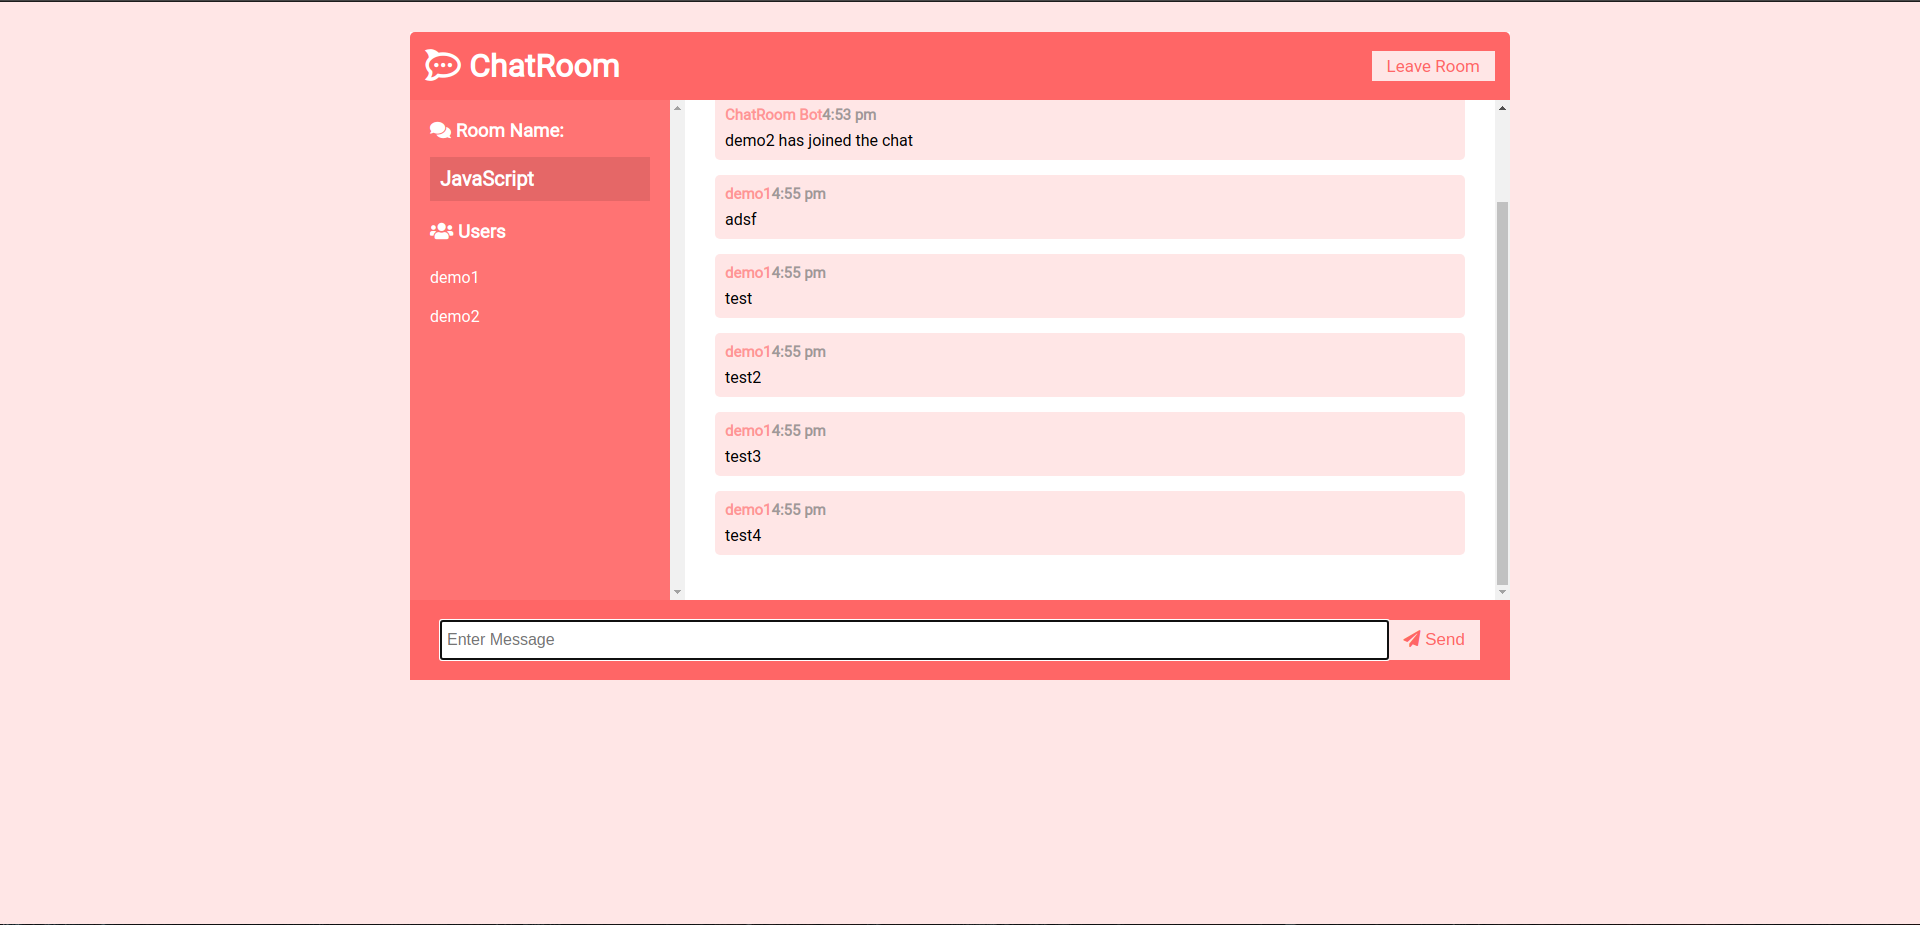 ChatRoom
Leave Room
Room Name:
JavaScript
Users
demo1
demo2
ChatRoom Bot4:53 pm
demo2 has joined the chat
demo14:55 pm
adsf
demo14:55 pm
test
demo14:55 pm
test2
demo14:55 pm
test3
demo14:55 pm
test4
Enter Message
Send